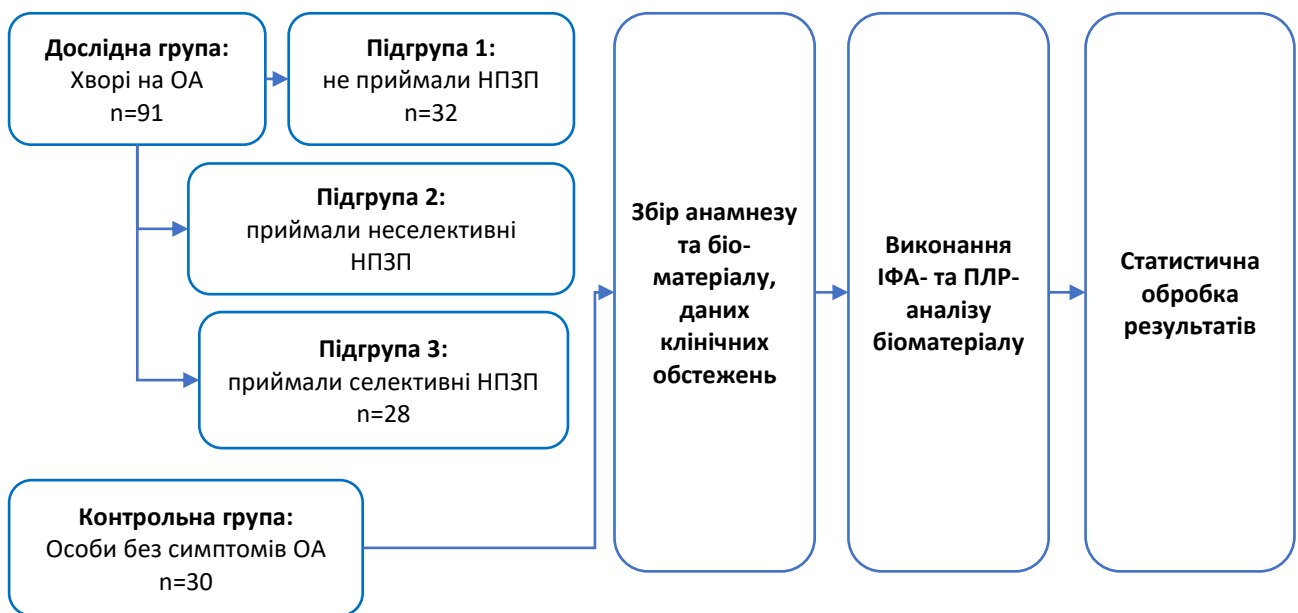 Дослідна група:
Хворі на ОА
n=91
Підгрупа 1:
не приймали НПЗП
n=32
Підгрупа 2:
приймали неселективні
НПЗП
Підгрупа 3:
приймали селективні НПЗП
n=28
Контрольна група:
Особи без симптомів ОА
n=30
Збір анамнезу
та біо-
матеріалу,
даних
клінічних
обстежень
Виконання
ІФА- та ПЛР-
аналізу
біоматеріалу
Статистична
обробка
результатів